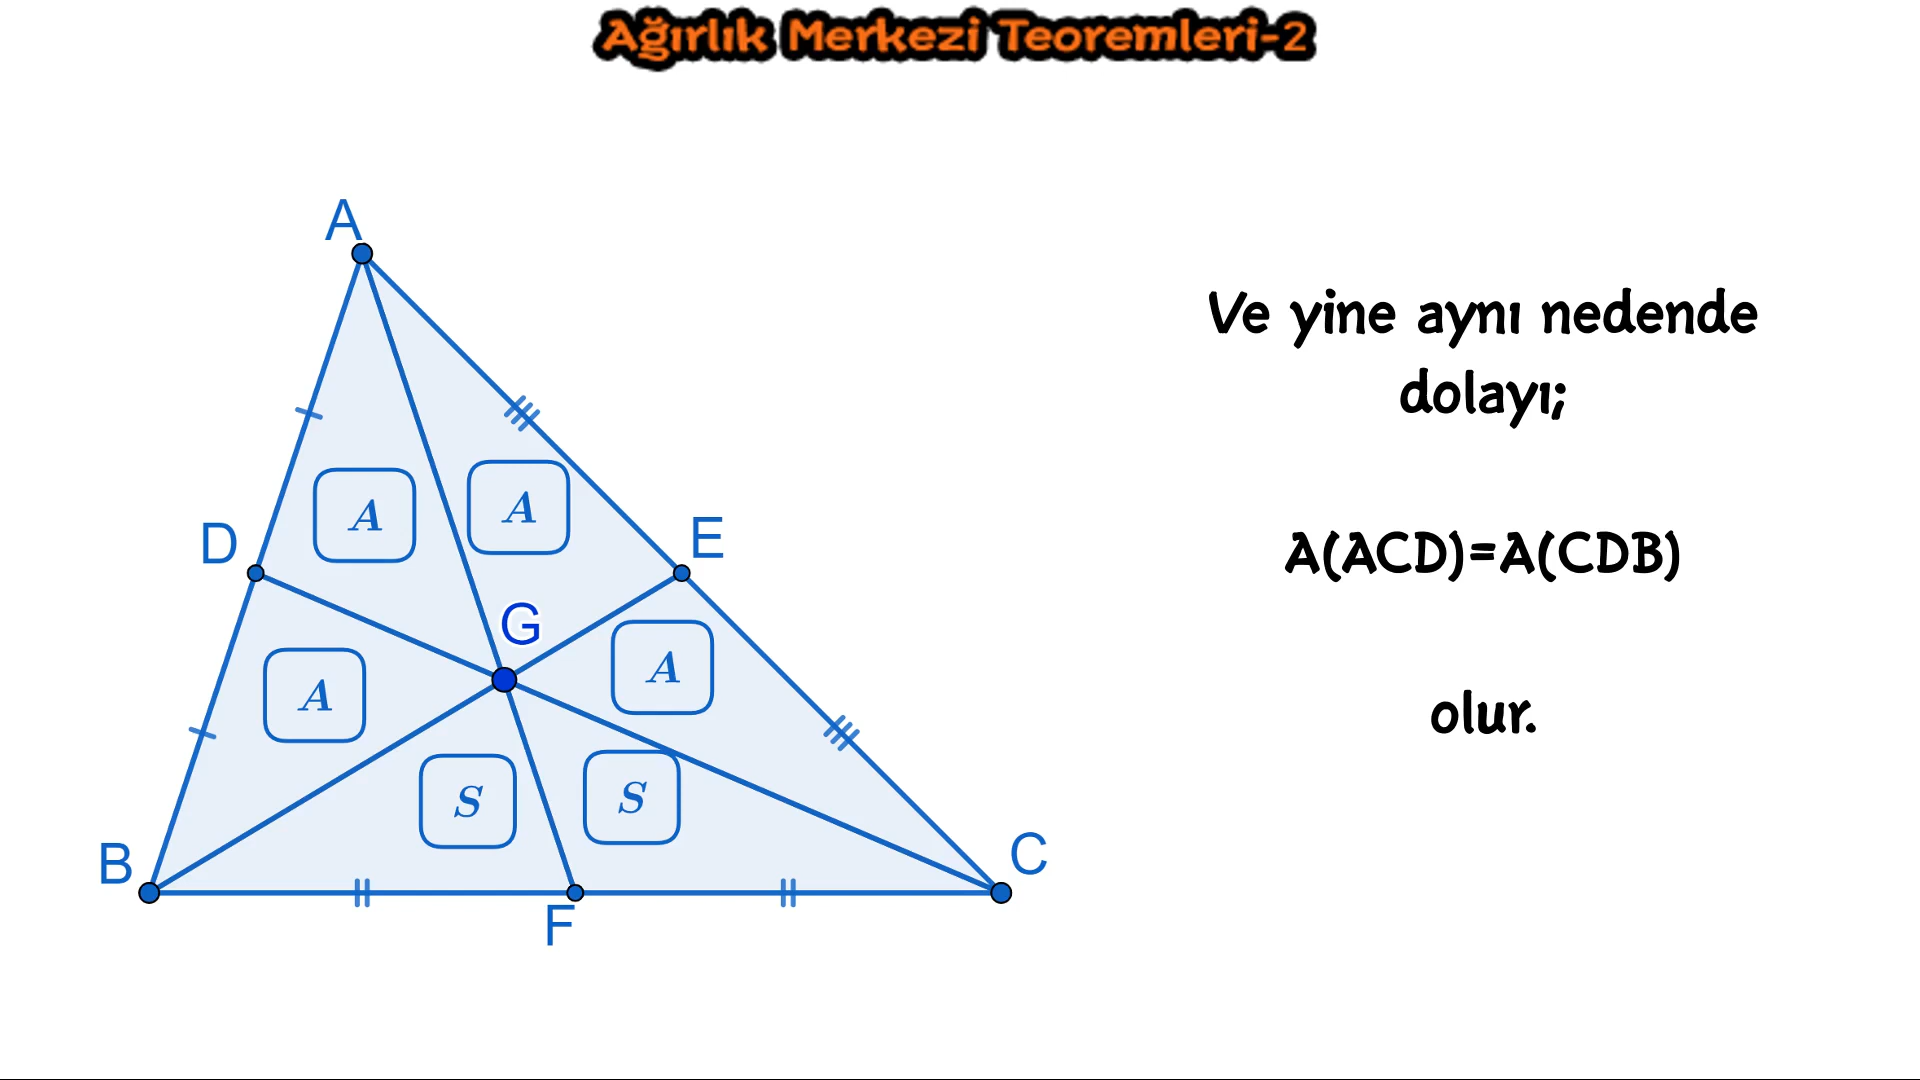 Ağırlık Merkezi Teoremleri-2
A
Ve yine aynı nedende
dolayı;
A
A
D
E
A(ACD)=A(CDB)
G
A
A
olur.
S
S
B
C
F